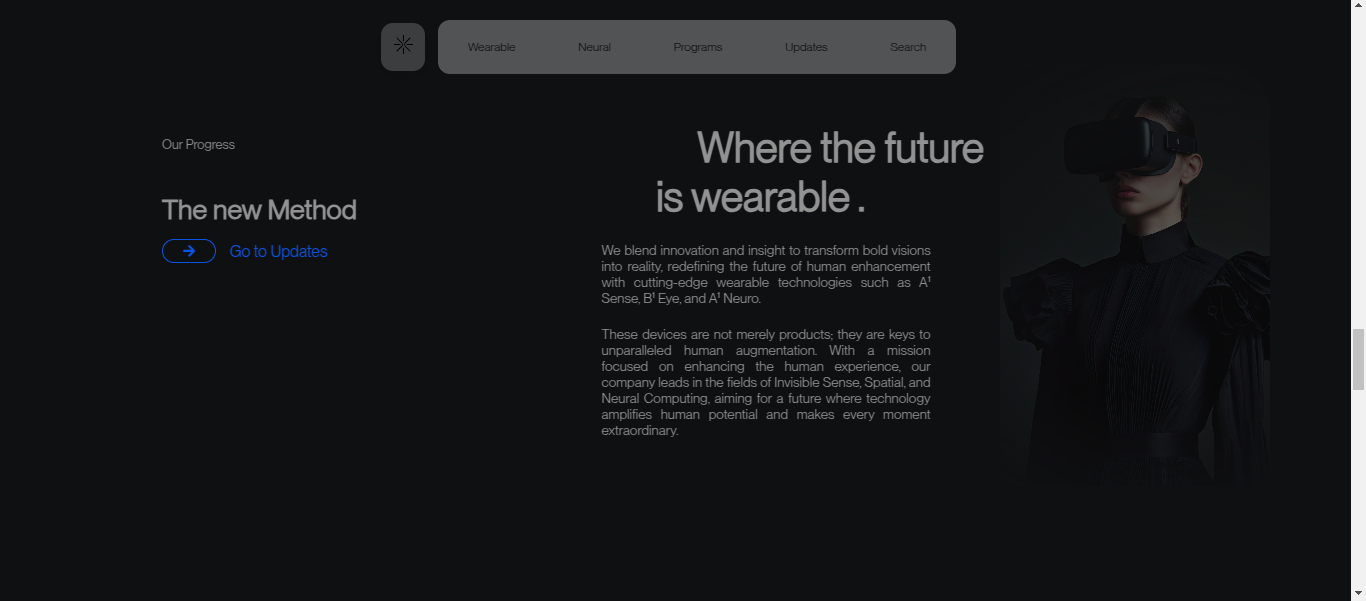 Wearable Neural Programs Updates Search
Our Progress
The new Method
Go to Updates
Where the future
is wearable .
We blend innovation and insight to transform bold visions
into reality, redefining the future of human enhancement
with cutting-edge wearable technologies such as A¹
Sense, B¹ Eye, and A¹ Neuro.
These devices are not merely products; they are keys to
unparalleled human augmentation. With a mission
focused on enhancing the human experience, our
company leads in the fields of Invisible Sense, Spatial, and
Neural Computing, aiming for a future where technology
amplifies human potential and makes every moment
extraordinary.